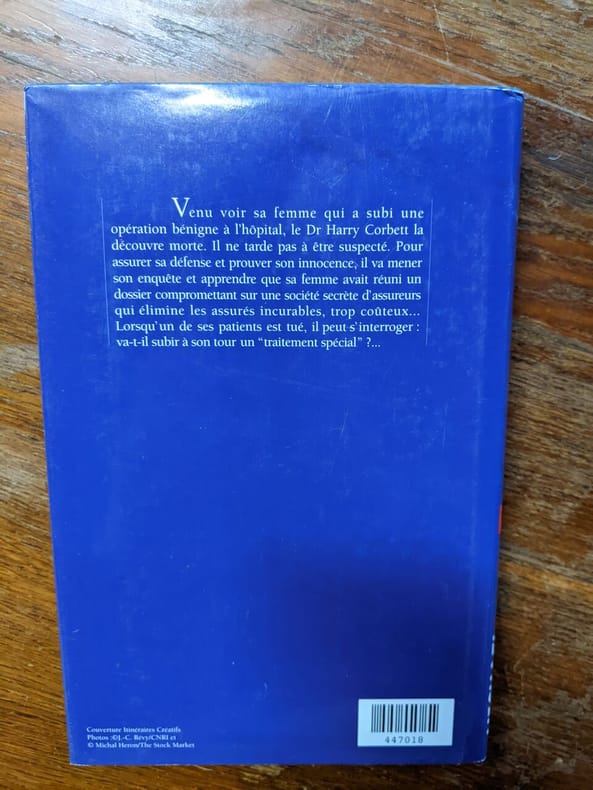 Venu voir sa femme qui a subi une
opération bénigne à l'hôpital, le Dr Harry Corbett la
découvre morte. Il ne tarde pas à être suspecté. Pour
assurer sa défense et prouver son innocence, il va mener
son enquête et apprendre que sa femme avait réuni un
dossier compromettant sur une société secrète d'assureurs
qui élimine les assurés incurables, trop coûteux...
Lorsqu'un de ses patients est tué, il peut s'interroger :
va-t-il subir à son tour un "traitement spécial" ?...
Couverture Itinéraires Créatifs
Photos :©J.-C. Révy/CNRI et
© Michal Heron/The Stock Market
447018